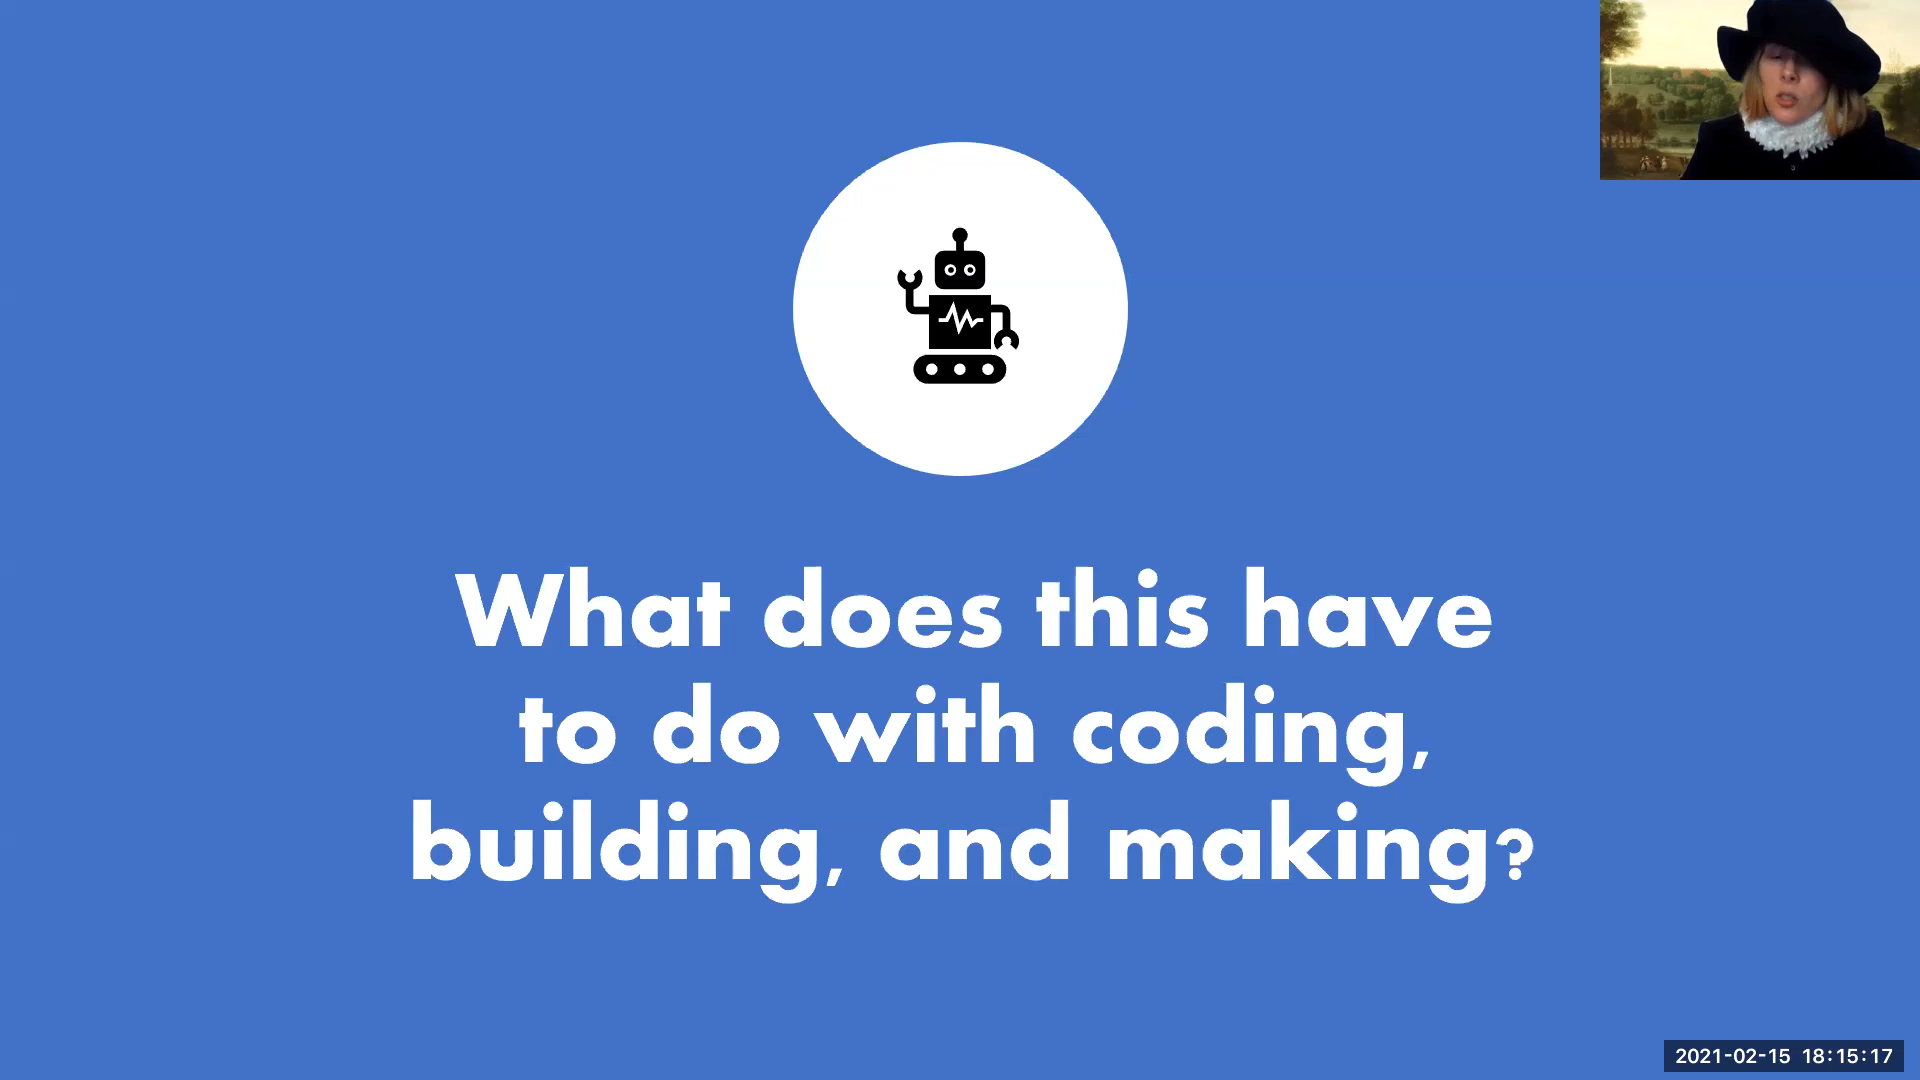 What does this have
to do with coding,
building, and making?
2021-02-15 18:15:17